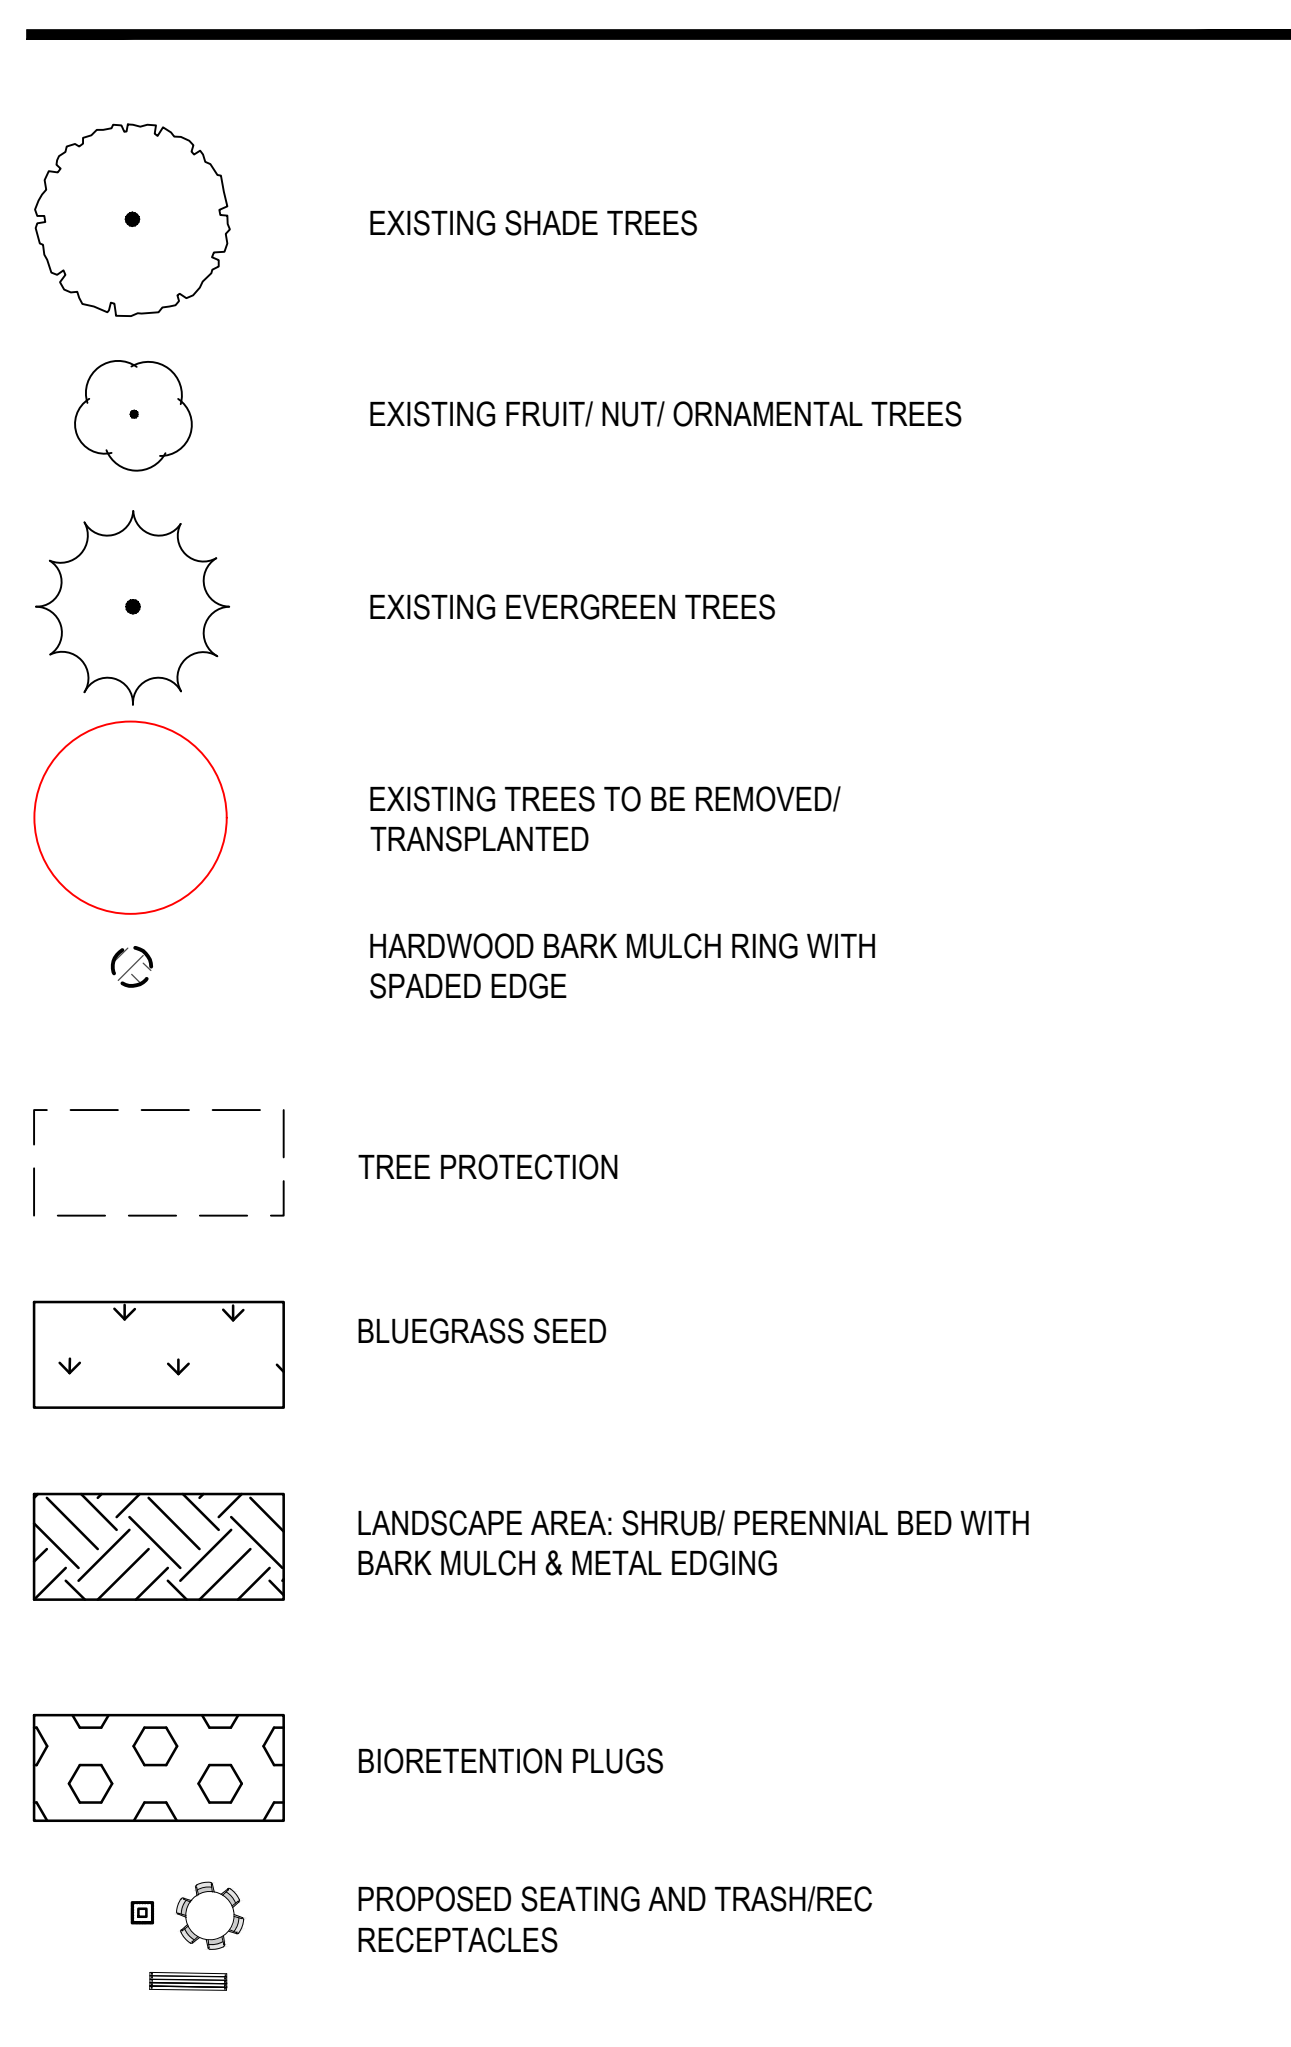 EXISTING SHADE TREES
EXISTING FRUIT/ NUT/ ORNAMENTAL TREES
EXISTING EVERGREEN TREES
EXISTING TREES TO BE REMOVED/
TRANSPLANTED
HARDWOOD BARK MULCH RING WITH
SPADED EDGE
TREE PROTECTION
BLUEGRASS SEED
LANDSCAPE AREA: SHRUB/ PERENNIAL BED WITH
BARK MULCH & METAL EDGING
BIORETENTION PLUGS
PROPOSED SEATING AND TRASH/REC
RECEPTACLES